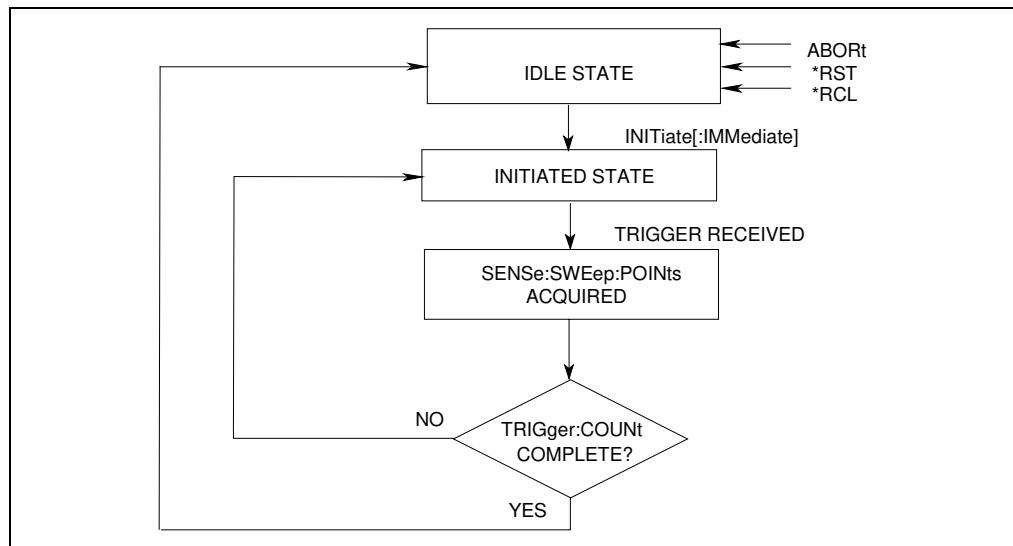 ABORt
IDLE STATE
*RST
*RCL
INITiate[:IMMediate]
INITIATED STATE
TRIGGER RECEIVED
SENSe:SWEep:POINts
ACQUIRED
NO
TRIGger:COUNt
COMPLETE?
YES